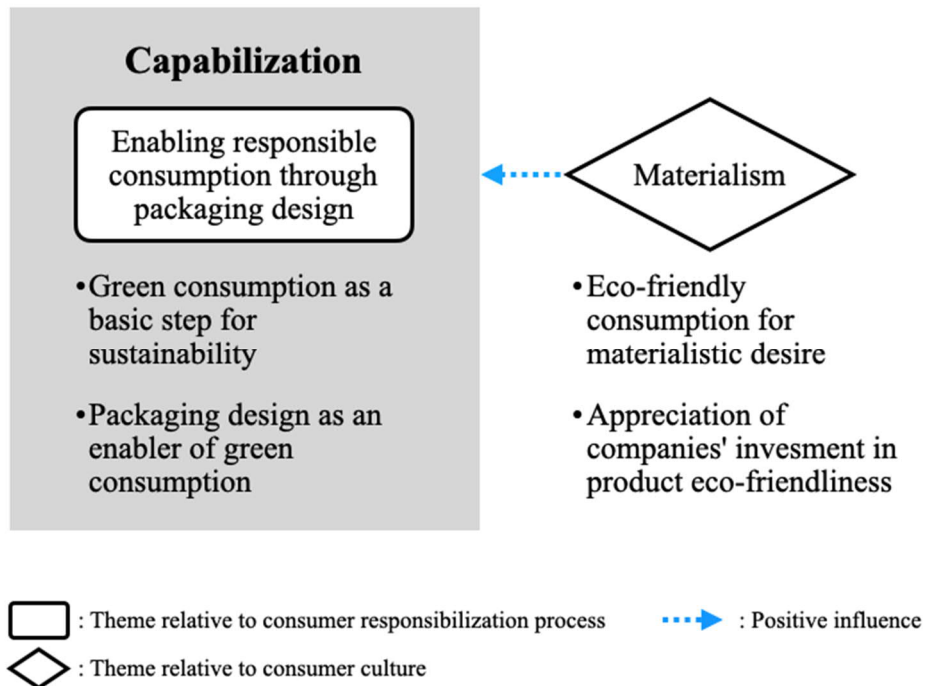 Capabilization
Enabling responsible
consumption through
packaging design
•Green consumption as a
basic step for
sustainability
•Packaging design as an
enabler of green
consumption
Materialism
•Eco-friendly
consumption for
materialistic desire
•Appreciation of
companies' invesment in
product eco-friendliness
: Theme relative to consumer responsibilization process
: Positive influence
: Theme relative to consumer culture